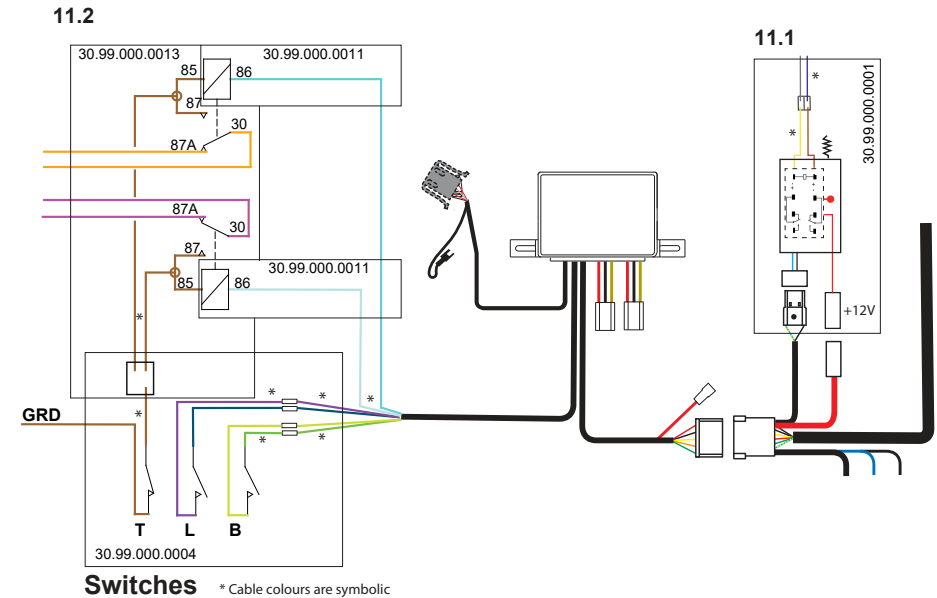 11.2
11.1
30.99.000.0013
30.99.000.0011
85
86
87
30
87A
30.99.000.0001
*
*
87A
30
87
30.99.000.0011
85
86
+12V
*
*
*
*
*
*
*
GRD
T
L
B
30.99.000.0004
Switches
* Cable colours are symbolic